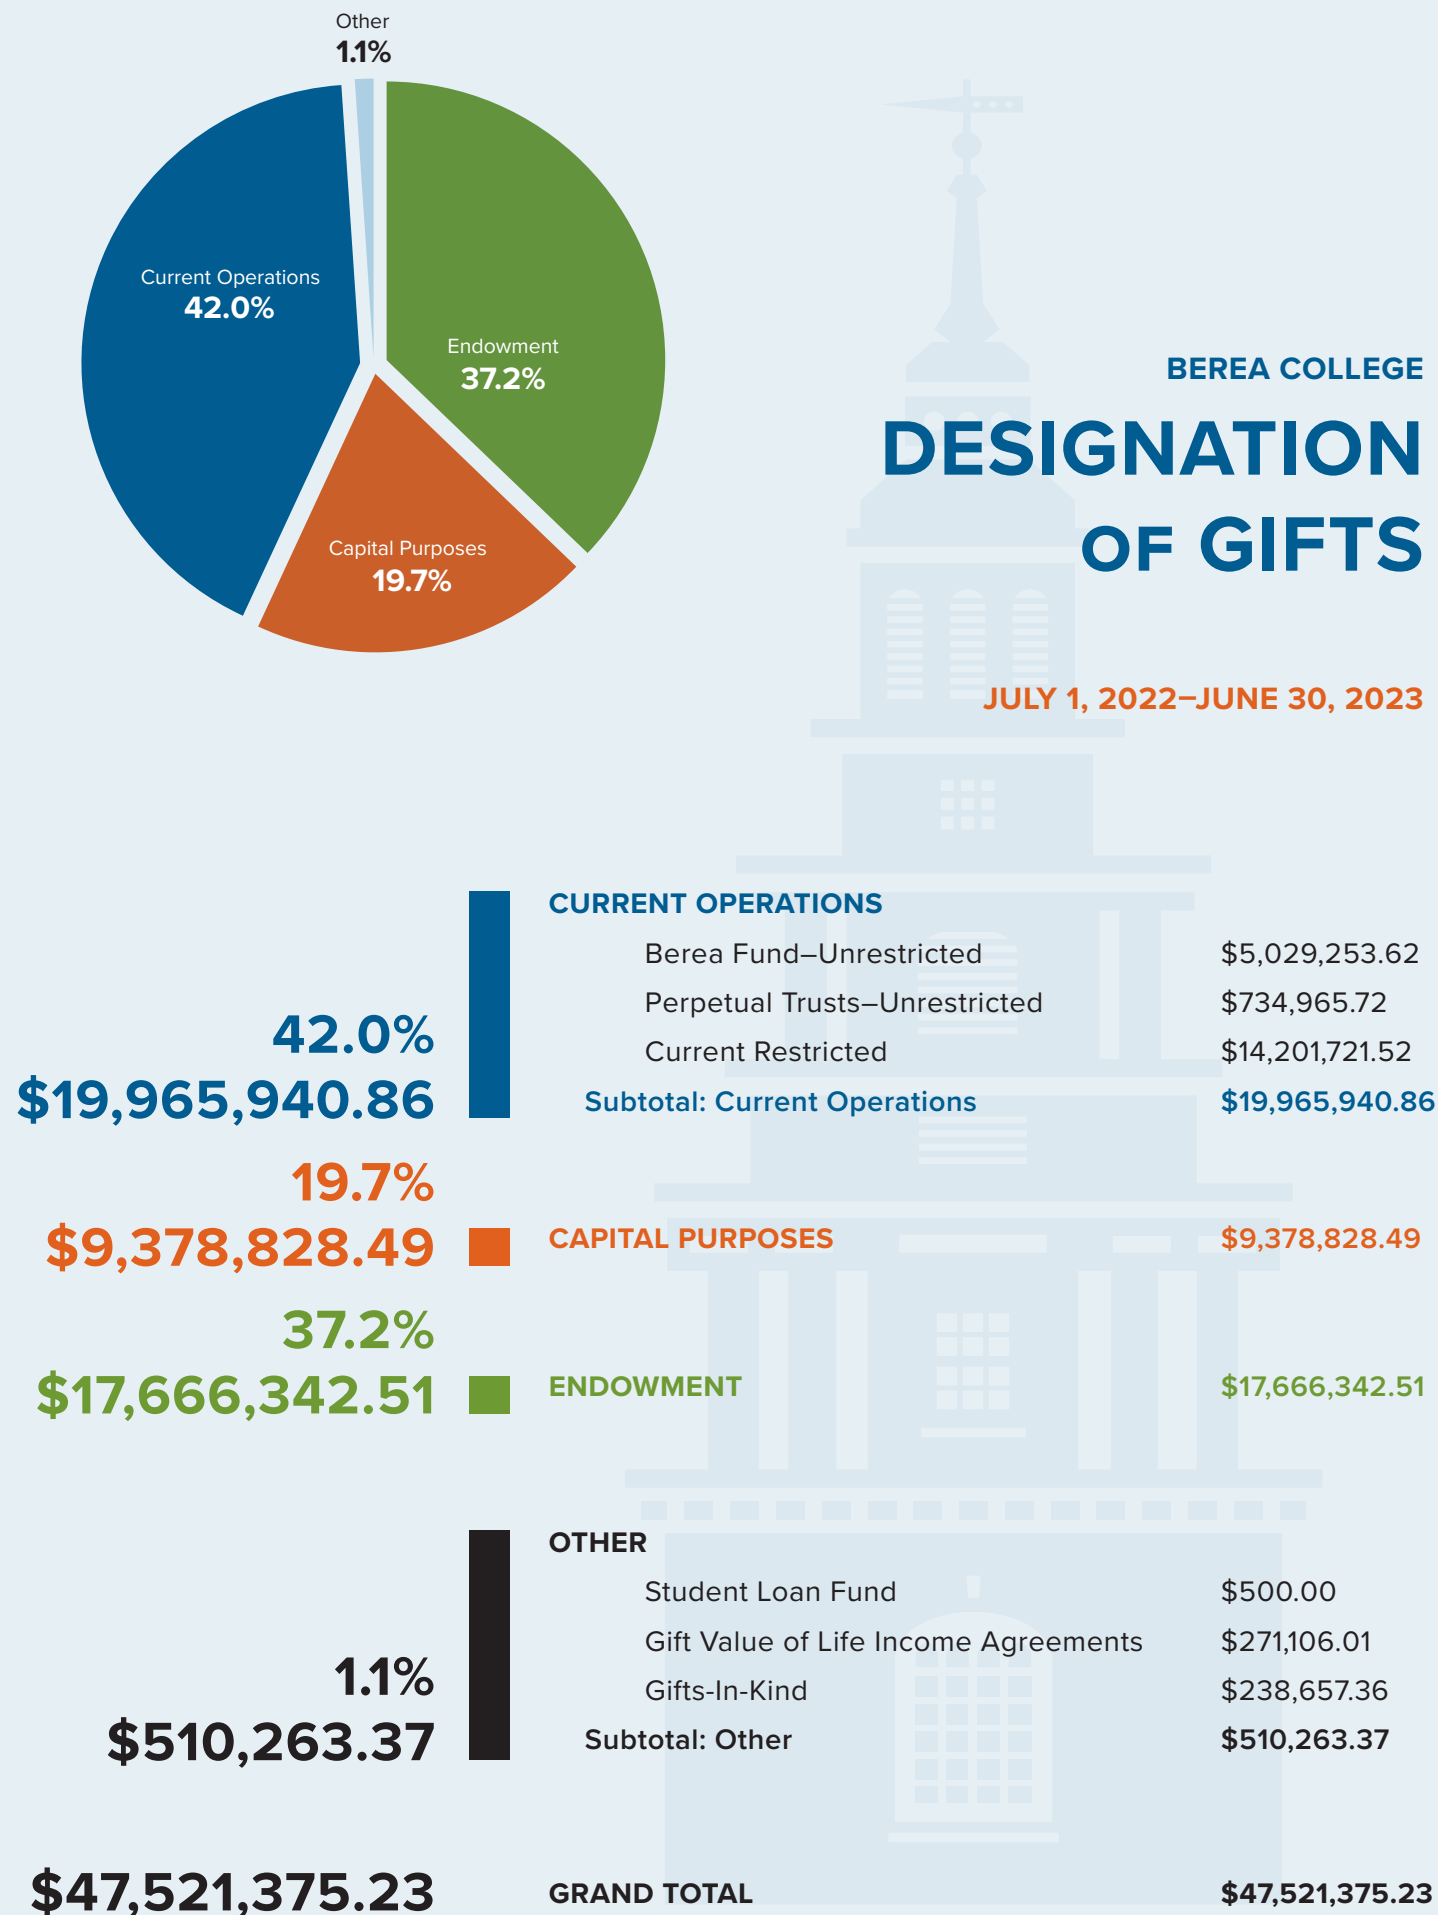 Other
1.1%
Current Operations
42.0%
Endowment
37.2%
Capital Purposes
19.7%
BEREA COLLEGE
DESIGNATION
OF GIFTS
JULY 1, 2022–JUNE 30, 2023
42.0%
$19,965,940.86
CURRENT OPERATIONS
Berea Fund–Unrestricted $5,029,253.62
Perpetual Trusts–Unrestricted $734,965.72
Current Restricted $14,201,721.52
Subtotal: Current Operations $19,965,940.86
19.7%
$9,378,828.49
CAPITAL PURPOSES $9,378,828.49
37.2%
$17,666,342.51
ENDOWMENT $17,666,342.51
1.1%
$510,263.37
OTHER
Student Loan Fund $500.00
Gift Value of Life Income Agreements $271,106.01
Gifts-In-Kind $238,657.36
Subtotal: Other $510,263.37
$47,521,375.23
GRAND TOTAL $47,521,375.23